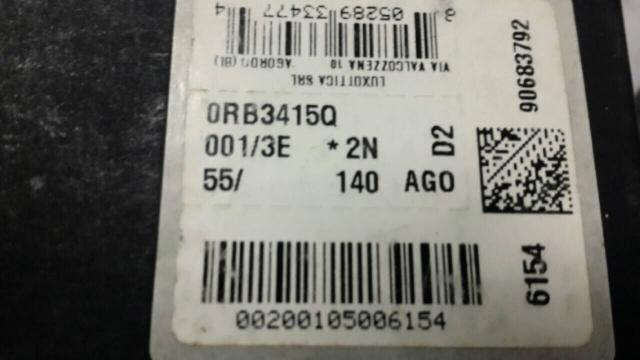 8 05289 33477 4
VIA VALCOZZENA 10 AGORDO (BL)
LUXOTTICA SRL
0RB3415Q
001/3E *2N D2
55/ 140 AGO
90683792
6154
00200105006154